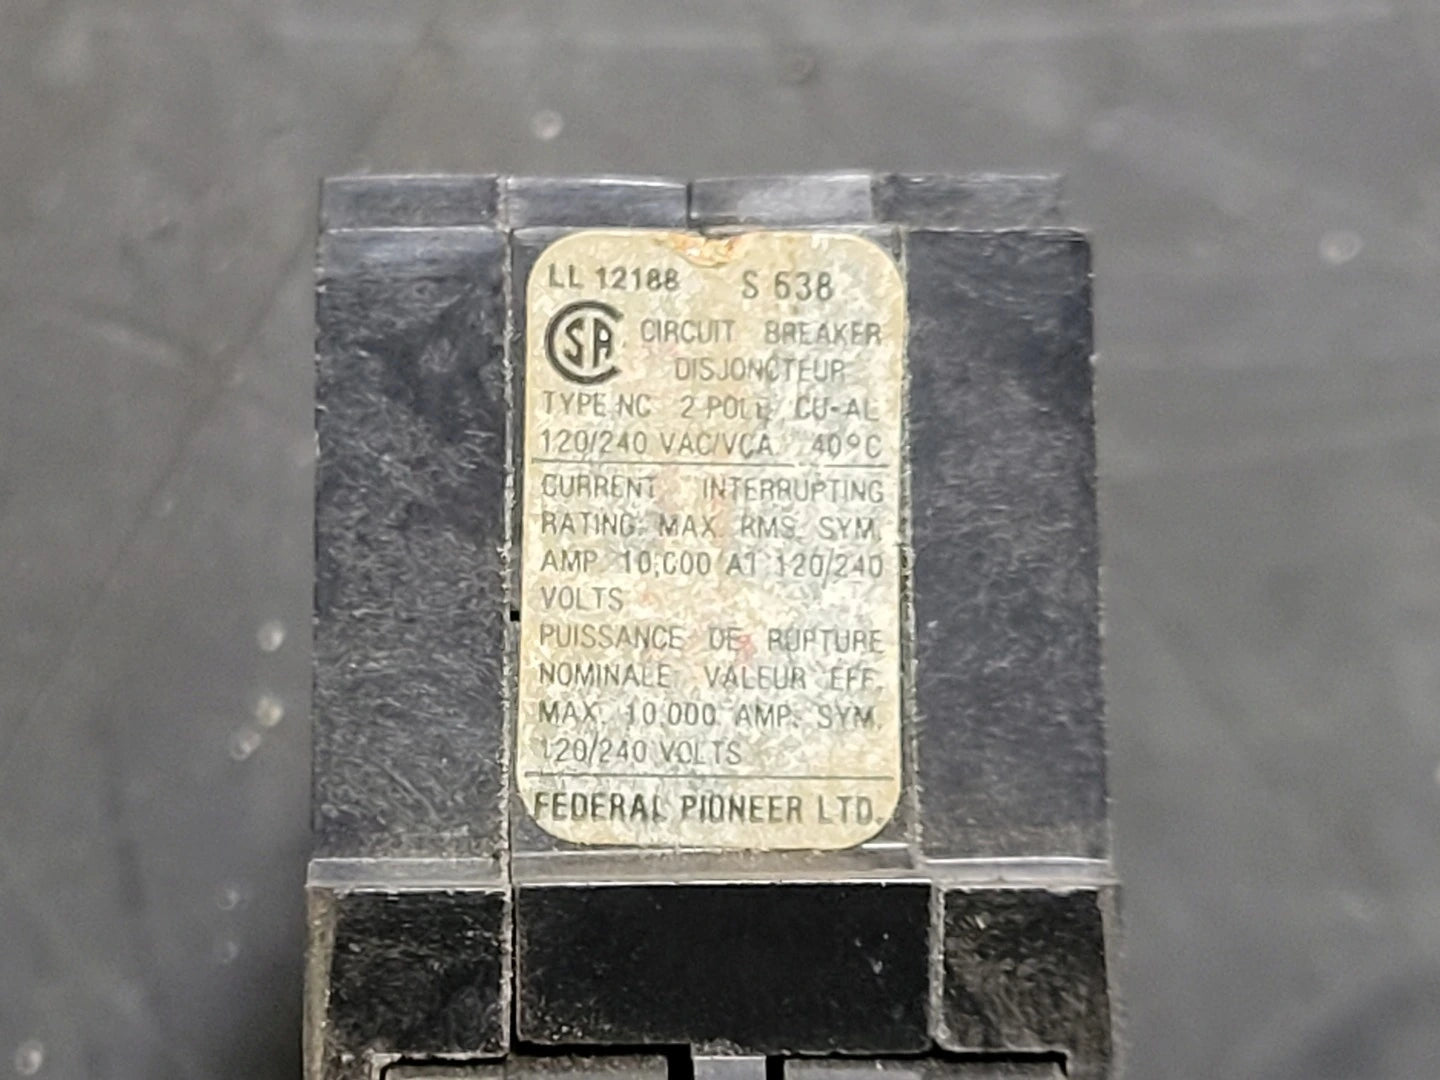 LL 12188 S 638
CSA CIRCUIT BREAKER
DISJONCTEUR
TYPE NC 2 POLE CU-AL
120/240 VAC/VCA 40°C
CURRENT INTERRUPTING
RATING: MAX. RMS. SYM.
AMP. 10,000 AT 120/240
VOLTS
PUISSANCE DE RUPTURE
NOMINALE VALEUR EFF.
MAX. 10,000 AMP. SYM.
120/240 VOLTS
FEDERAL PIONEER LTD.